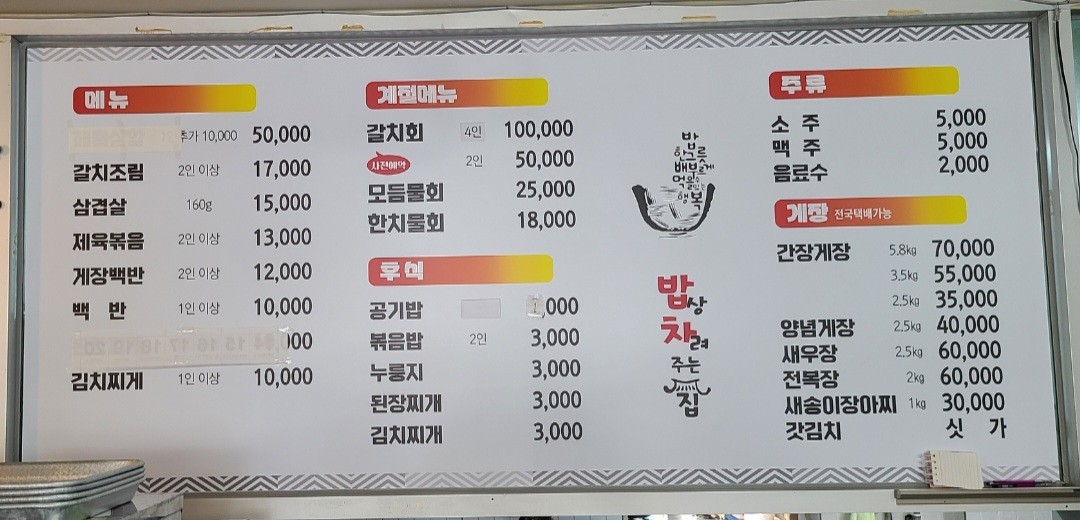 메뉴
추가 10,000 50,000
갈치조림 2인 이상 17,000
삼겹살 160g 15,000
제육볶음 2인 이상 13,000
게장백반 2인 이상 12,000
백 반 1인 이상 10,000
000
김치찌게 1인 이상 10,000
계절메뉴
갈치회 4인 100,000
사전예약 2인 50,000
모듬물회 25,000
한치물회 18,000
후식
공기밥 1,000
볶음밥 2인 3,000
누룽지 3,000
된장찌개 3,000
김치찌개 3,000
밥
한그릇
배부르게
먹을
행복
밥상
차려
주는
집
주류
소 주 5,000
맥 주 5,000
음료수 2,000
게장 전국택배가능
간장게장 5.8kg 70,000
3.5kg 55,000
2.5kg 35,000
양념게장 2.5kg 40,000
새우장 2.5kg 60,000
전복장 2kg 60,000
새송이장아찌 1kg 30,000
갓김치 싯 가